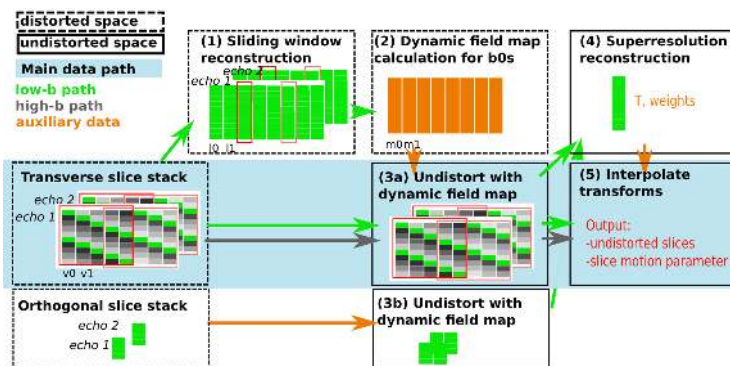 distorted space
undistorted space
Main data path
low-b path
high-b path
auxiliary data
(1) Sliding window
reconstruction
echo 2
echo 1
l0 l1
(2) Dynamic field map
calculation for b0s
m0m1
(4) Superresolution
reconstruction
T, weights
Transverse slice stack
echo 2
echo 1
v0 v1
(3a) Undistort with
dynamic field map
(5) Interpolate
transforms
Output:
-undistorted slices
-slice motion parameter
Orthogonal slice stack
echo 2
echo 1
(3b) Undistort with
dynamic field map